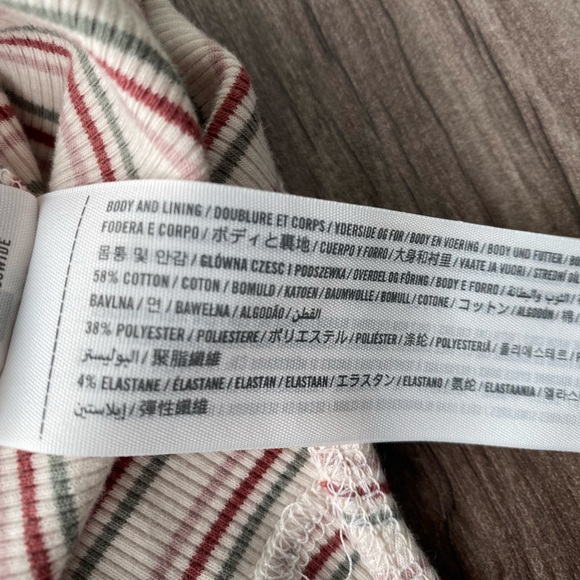 BODY AND LINING / DOUBLURE ET CORPS / YDERSIDE OG FOR / BODY EN VOERING / BODY UND FUTTER /
FODERA E CORPO / ボディと裏地 / CUERPO Y FORRO / 大身和衬里 / VAATE JA VUORI /
몸통 및 안감 / GŁÓWNA CZESC I PODSZEWKA / OVERDEL OG FÔRING / BODY E FORRO / الثوب والبطانة /
58% COTTON / COTON / BOMULD / KATOEN / BAUMWOLLE / BOMULL / COTONE / コットン / ALGODÓN / 棉
BAVLNA / 면 / BAWEŁNA / ALGODÃO / القطن
38% POLYESTER / POLIESTERE / ポリエステル / POLIÉSTER / 涤纶 / POLYESTERIÄ / 폴리에스테르 /
البوليستر / 聚脂纖維
4% ELASTANE / ÉLASTANE / ELASTAN / ELASTAAN / エラスタン / ELASTANO / 氨纶 / ELASTAANIA /
إيلاستين / 彈性纖維